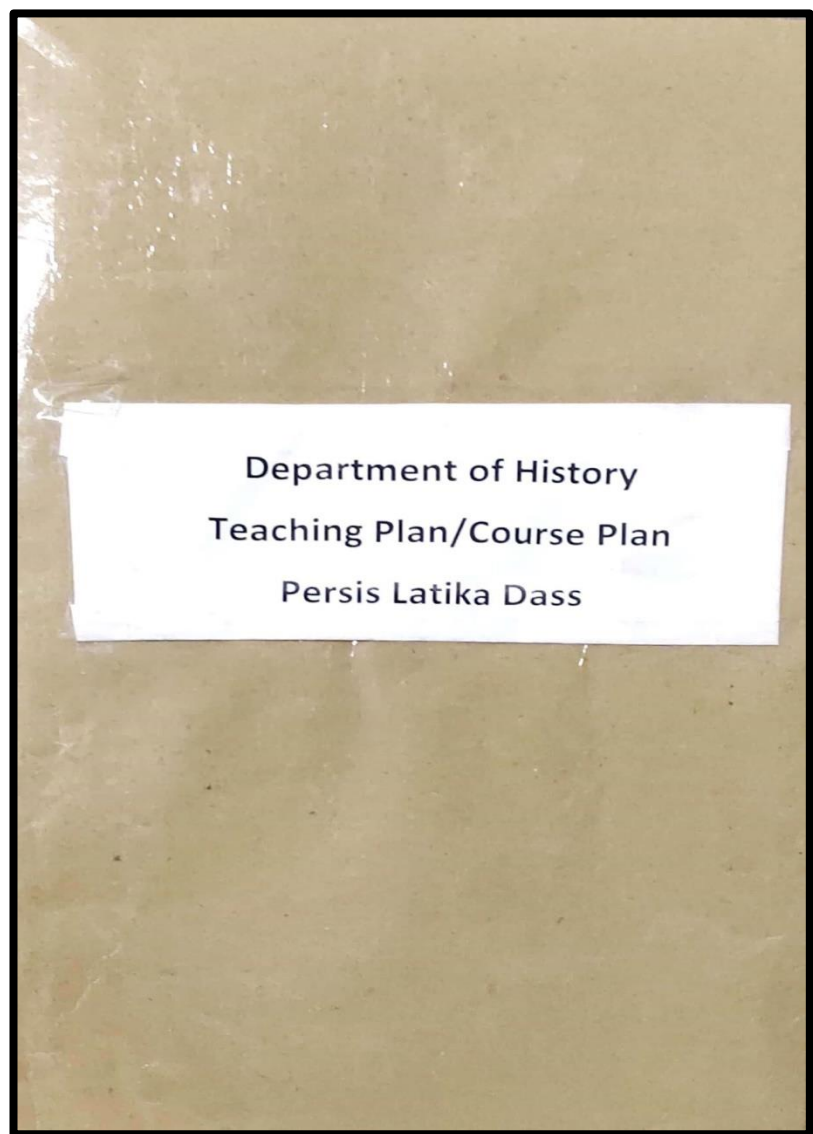 Department of History
Teaching Plan/Course Plan
Persis Latika Dass